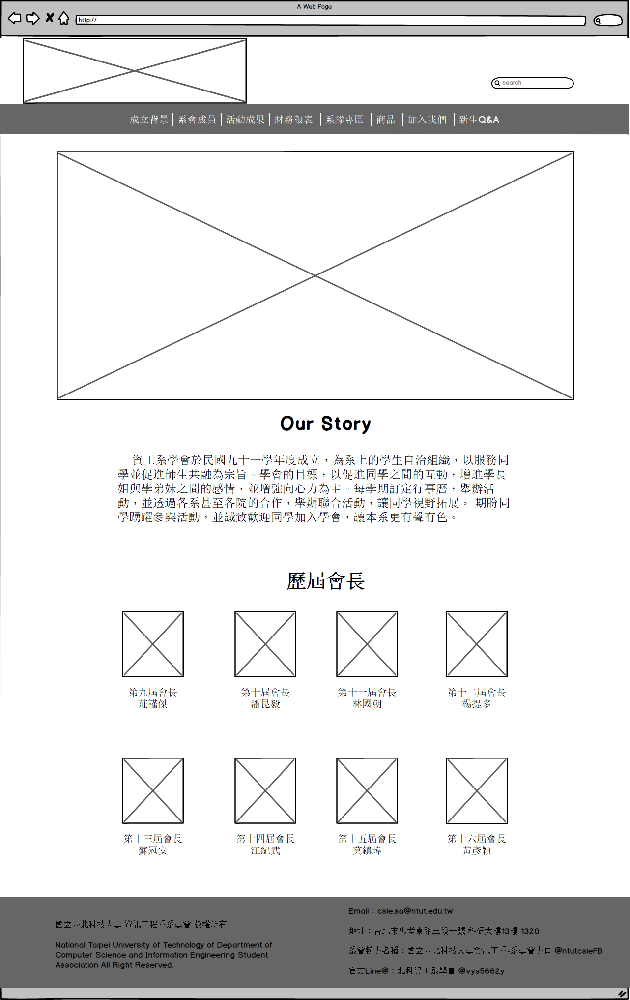 A Web Page
http://
search
成立背景 系會成員 活動成果 財務報表 系隊專區 商品 加入我們 新生Q&A
Our Story
資工系學會於民國九十一學年度成立，為系上的學生自治組織，以服務同
學並促進師生共融為宗旨。學會的目標，以促進同學之間的互動，增進學長
姐與學弟妹之間的感情，並增強向心力為主。每學期訂定行事曆，舉辦活
動，並透過各系甚至各院的合作，舉辦聯合活動，讓同學視野拓展。 期盼同
學踴躍參與活動，並誠致歡迎同學加入學會，讓本系更有聲有色。
歷屆會長
第九屆會長 第十屆會長 第十一屆會長 第十二屆會長
莊謹傑 潘昆毅 林國朝 楊提多
第十三屆會長 第十四屆會長 第十五屆會長 第十六屆會長
蘇冠安 江紀武 莫鎮瑋 黃彥穎
國立臺北科技大學 資訊工程系系學會 版權所有
National Taipei University of Technology of Department of
Computer Science and Information Engineering Student
Association All Right Reserved.
Email：csie.sa@ntut.edu.tw
地址：台北市忠孝東路三段一號 科研大樓13樓 1320
系會粉專名稱：國立臺北科技大學資訊工系-系學會專頁 @ntutcsieFB
官方Line@：北科資工系學會 @vys5662y